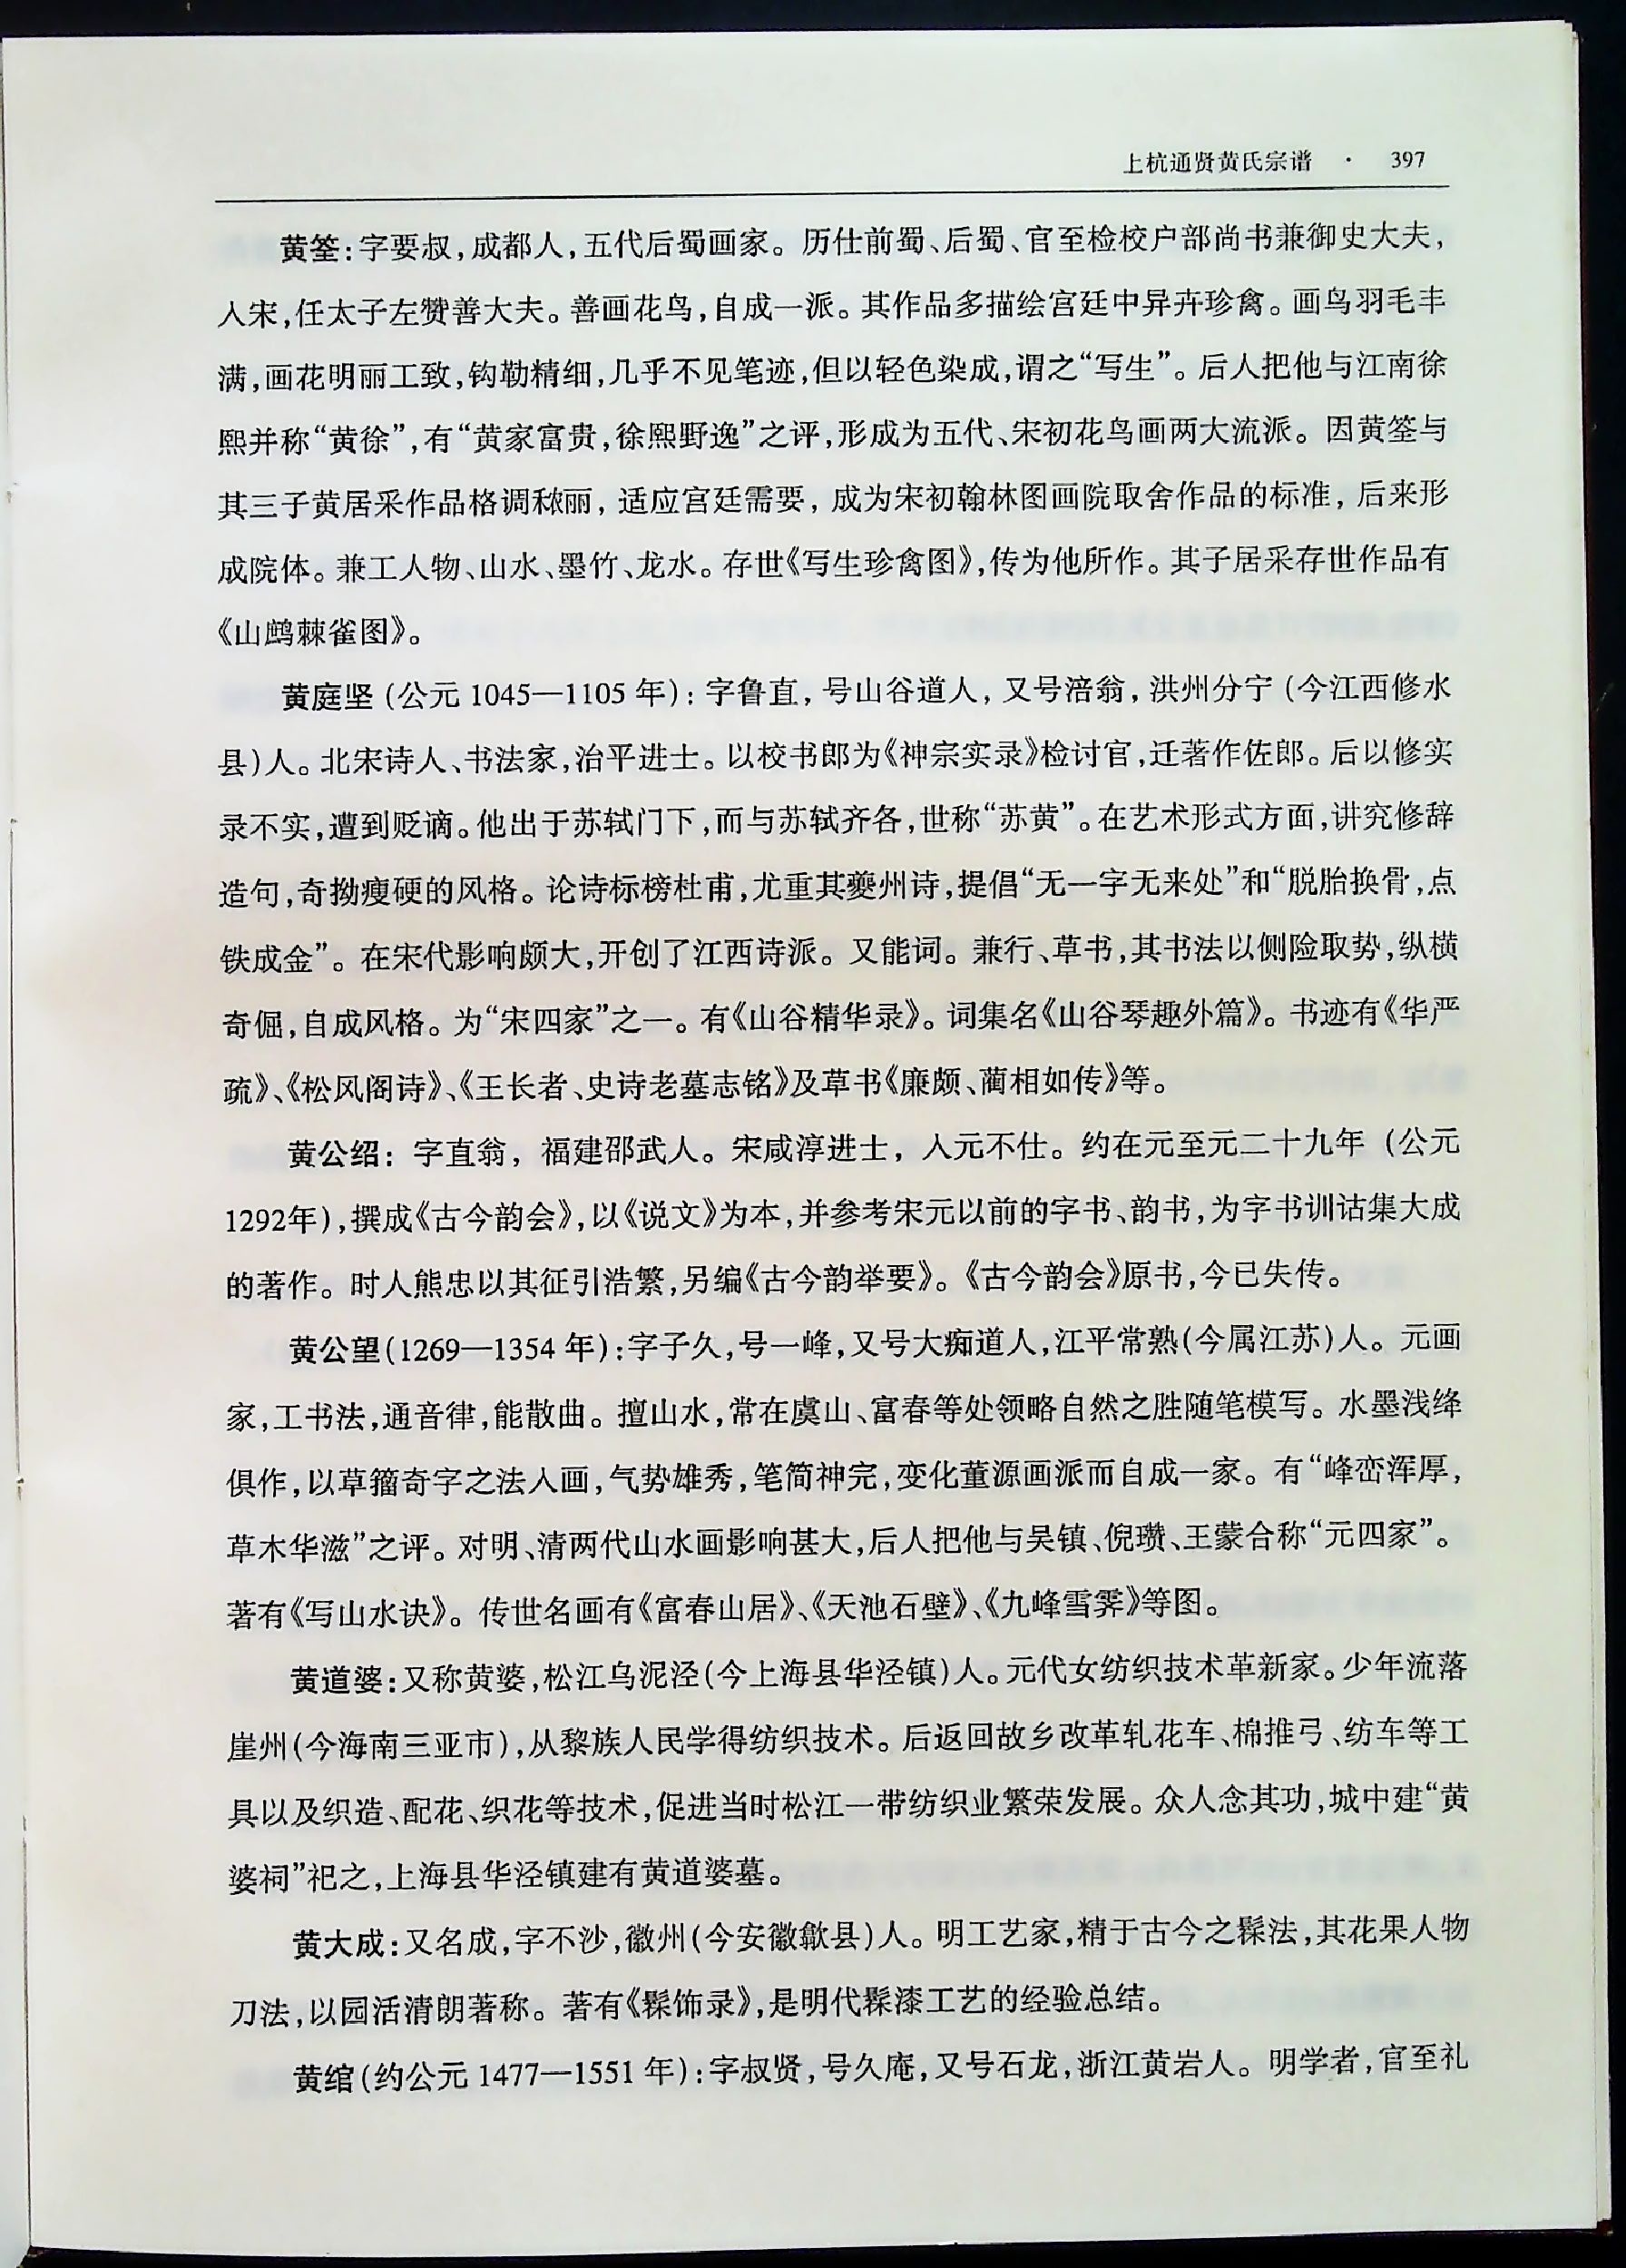 上杭通贤黄氏宗谱 · 397
黄筌:字要叔,成都人,五代后蜀画家。历仕前蜀、后蜀、官至检校户部尚书兼御史大夫,
入宋,任太子左赞善大夫。善画花鸟,自成一派。其作品多描绘宫廷中异卉珍禽。画鸟羽毛丰
满,画花明丽工致,钩勒精细,几乎不见笔迹,但以轻色染成,谓之“写生”。后人把他与江南徐
熙并称“黄徐”,有“黄家富贵,徐熙野逸”之评,形成为五代、宋初花鸟画两大流派。因黄筌与
其三子黄居采作品格调秾丽,适应宫廷需要,成为宋初翰林图画院取舍作品的标准,后来形
成院体。兼工人物、山水、墨竹、龙水。存世《写生珍禽图》,传为他所作。其子居采存世作品有
《山鹧棘雀图》。
黄庭坚(公元1045—1105年):字鲁直,号山谷道人,又号涪翁,洪州分宁(今江西修水
县)人。北宋诗人、书法家,治平进士。以校书郎为《神宗实录》检讨官,迁著作佐郎。后以修实
录不实,遭到贬谪。他出于苏轼门下,而与苏轼齐各,世称“苏黄”。在艺术形式方面,讲究修辞
造句,奇拗瘦硬的风格。论诗标榜杜甫,尤重其夔州诗,提倡“无一字无来处”和“脱胎换骨,点
铁成金”。在宋代影响颇大,开创了江西诗派。又能词。兼行、草书,其书法以侧险取势,纵横
奇倔,自成风格。为“宋四家”之一。有《山谷精华录》。词集名《山谷琴趣外篇》。书迹有《华严
疏》、《松风阁诗》、《王长者、史诗老墓志铭》及草书《廉颇、蔺相如传》等。
黄公绍:字直翁,福建邵武人。宋咸淳进士,入元不仕。约在元至元二十九年(公元
1292年),撰成《古今韵会》,以《说文》为本,并参考宋元以前的字书、韵书,为字书训诂集大成
的著作。时人熊忠以其征引浩繁,另编《古今韵举要》。《古今韵会》原书,今已失传。
黄公望(1269—1354年):字子久,号一峰,又号大痴道人,江平常熟(今属江苏)人。元画
家,工书法,通音律,能散曲。擅山水,常在虞山、富春等处领略自然之胜随笔模写。水墨浅绛
俱作,以草籀奇字之法入画,气势雄秀,笔简神完,变化董源画派而自成一家。有“峰峦浑厚,
草木华滋”之评。对明、清两代山水画影响甚大,后人把他与吴镇、倪瓒、王蒙合称“元四家”。
著有《写山水诀》。传世名画有《富春山居》、《天池石壁》、《九峰雪霁》等图。
黄道婆:又称黄婆,松江乌泥泾(今上海县华泾镇)人。元代女纺织技术革新家。少年流落
崖州(今海南三亚市),从黎族人民学得纺织技术。后返回故乡改革轧花车、棉推弓、纺车等工
具以及织造、配花、织花等技术,促进当时松江一带纺织业繁荣发展。众人念其功,城中建“黄
婆祠”祀之,上海县华泾镇建有黄道婆墓。
黄大成:又名成,字不沙,徽州(今安徽歙县)人。明工艺家,精于古今之髹法,其花果人物
刀法,以园活清朗著称。著有《髹饰录》,是明代髹漆工艺的经验总结。
黄绾(约公元1477—1551年):字叔贤,号久庵,又号石龙,浙江黄岩人。明学者,官至礼